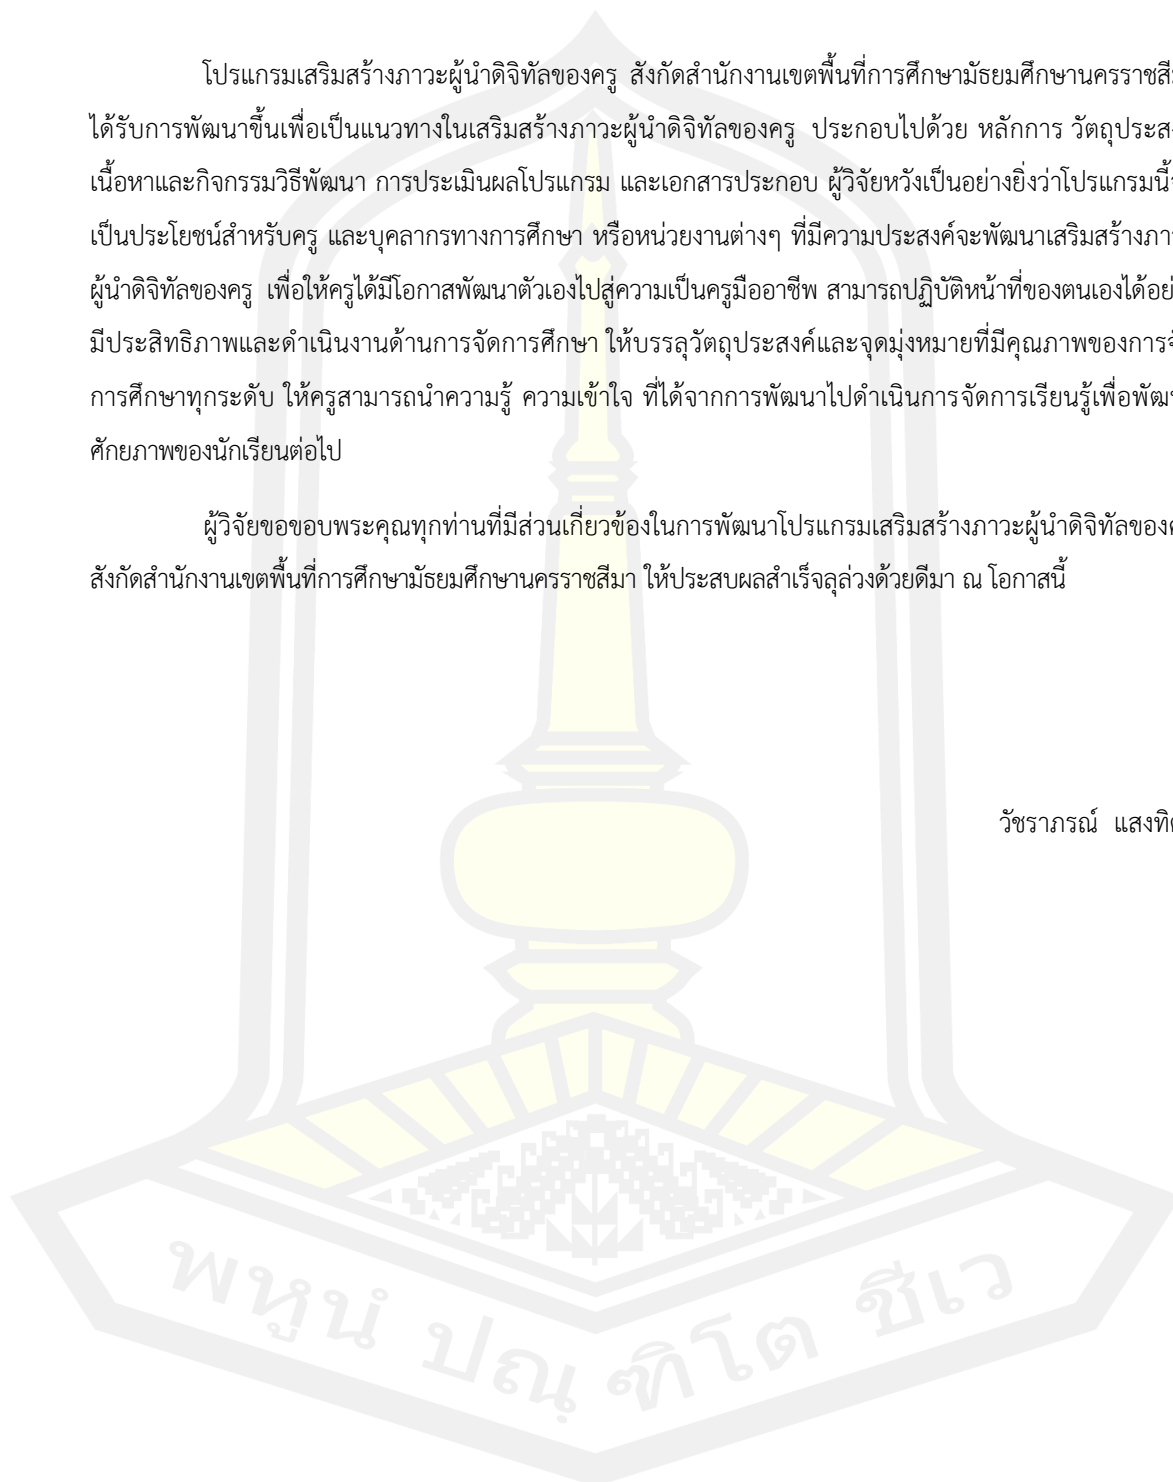 โปรแกรมเสริมสร้างภาวะผู้นำดิจิทัลของครู สังกัดสำนักงานเขตพื้นที่การศึกษามัธยมศึกษานครราชสี
ได้รับการพัฒนาขึ้นเพื่อเป็นแนวทางในเสริมสร้างภาวะผู้นำดิจิทัลของครู ประกอบไปด้วย หลักการ วัตถุประส
เนื้อหาและกิจกรรมวิธีพัฒนา การประเมินผลโปรแกรม และเอกสารประกอบ ผู้วิจัยหวังเป็นอย่างยิ่งว่าโปรแกรมนี้
เป็นประโยชน์สำหรับครู และบุคลากรทางการศึกษา หรือหน่วยงานต่างๆ ที่มีความประสงค์จะพัฒนาเสริมสร้างภา
ผู้นำดิจิทัลของครู เพื่อให้ครูได้มีโอกาสพัฒนาตัวเองไปสู่ความเป็นครูมืออาชีพ สามารถปฏิบัติหน้าที่ของตนเองได้อย่
มีประสิทธิภาพและดำเนินงานด้านการจัดการศึกษา ให้บรรลุวัตถุประสงค์และจุดมุ่งหมายที่มีคุณภาพของการจ
การศึกษาทุกระดับ ให้ครูสามารถนำความรู้ ความเข้าใจ ที่ได้จากการพัฒนาไปดำเนินการจัดการเรียนรู้เพื่อพัฒ
ศักยภาพของนักเรียนต่อไป
ผู้วิจัยขอขอบพระคุณทุกท่านที่มีส่วนเกี่ยวข้องในการพัฒนาโปรแกรมเสริมสร้างภาวะผู้นำดิจิทัลของค
สังกัดสำนักงานเขตพื้นที่การศึกษามัธยมศึกษานครราชสีมา ให้ประสบผลสำเร็จลุล่วงด้วยดีมา ณ โอกาสนี้
วัชราภรณ์ แสงทิ
พหูนํ ปณฺฑิโต ชีเว